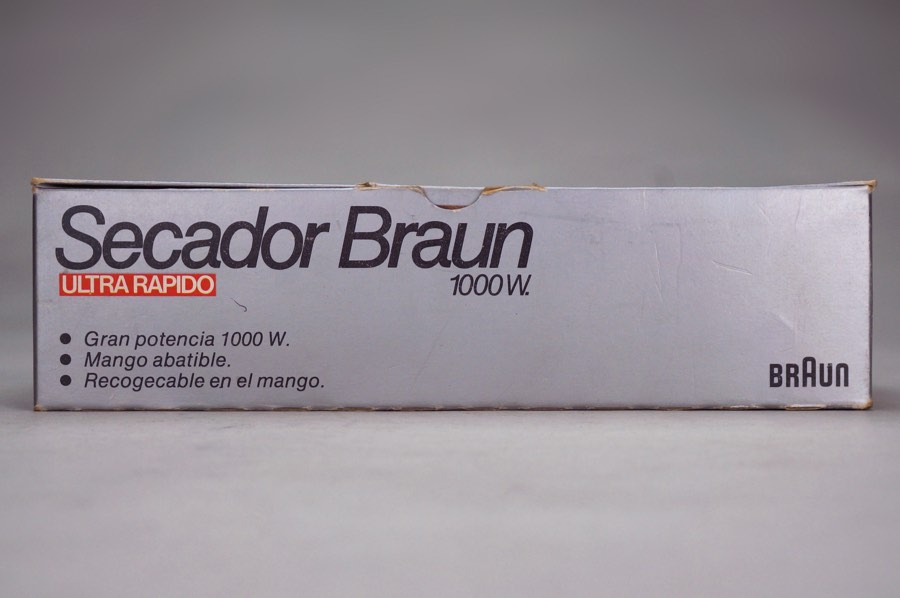 Secador Braun
ULTRA RAPIDO
1000 W.
● Gran potencia 1000 W.
● Mango abatible.
● Recogecable en el mango.
BRAUN